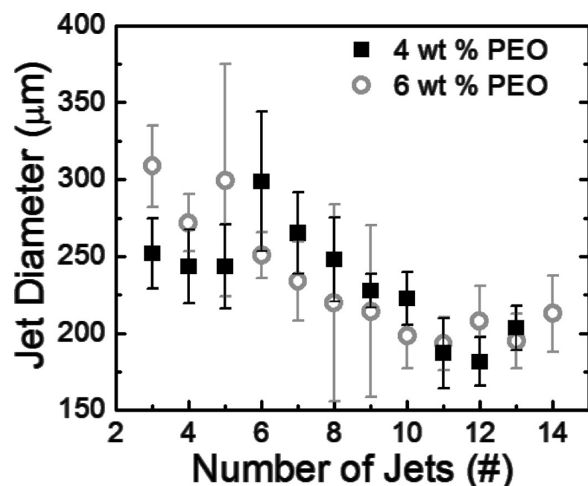 400
350
300
250
200
150
Jet Diameter (μm)
4 wt % PEO
6 wt % PEO
2 4 6 8 10 12 14
Number of Jets (#)